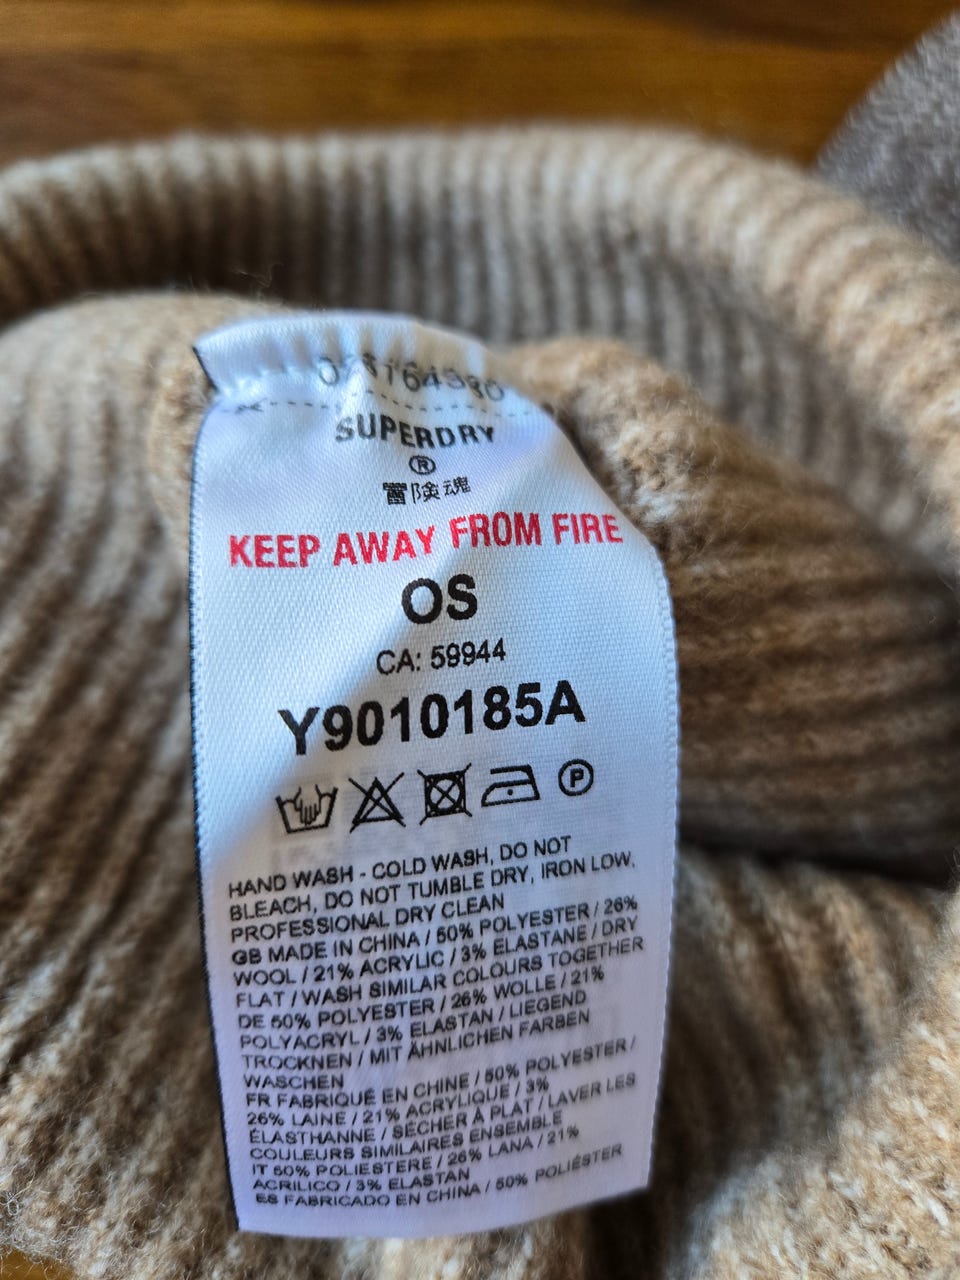 SUPERDRY
®
冒険魂
KEEP AWAY FROM FIRE
OS
CA: 59944
Y9010185A
P
HAND WASH - COLD WASH, DO NOT
BLEACH, DO NOT TUMBLE DRY, IRON LOW,
PROFESSIONAL DRY CLEAN
GB MADE IN CHINA / 50% POLYESTER / 26%
WOOL / 21% ACRYLIC / 3% ELASTANE / DRY
FLAT / WASH SIMILAR COLOURS TOGETHER
DE 50% POLYESTER / 26% WOLLE / 21%
POLYACRYL / 3% ELASTAN / LIEGEND
TROCKNEN / MIT ÄHNLICHEN FARBEN
WASCHEN
FR FABRIQUÉ EN CHINE / 50% POLYESTER /
26% LAINE / 21% ACRYLIQUE / 3%
ÉLASTHANNE / SÉCHER À PLAT / LAVER LES
COULEURS SIMILAIRES ENSEMBLE
IT 50% POLIESTERE / 26% LANA / 21%
ACRILICO / 3% ELASTAN
ES FABRICADO EN CHINA / 50% POLIÉSTER